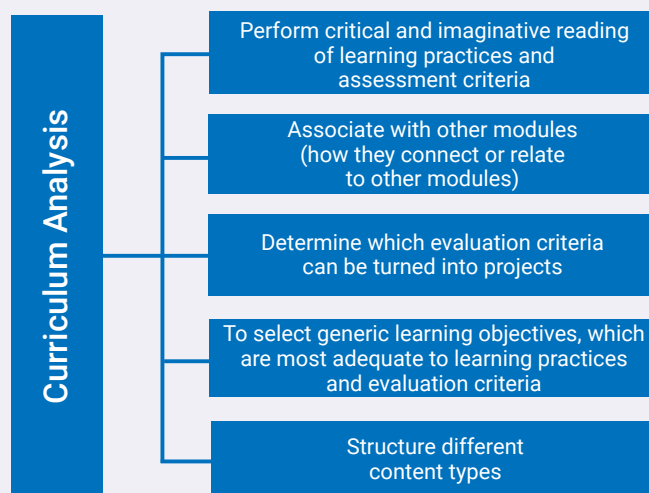 Curriculum Analysis
Perform critical and imaginative reading
of learning practices and
assessment criteria
Associate with other modules
(how they connect or relate
to other modules)
Determine which evaluation criteria
can be turned into projects
To select generic learning objectives, which
are most adequate to learning practices
and evaluation criteria
Structure different
content types